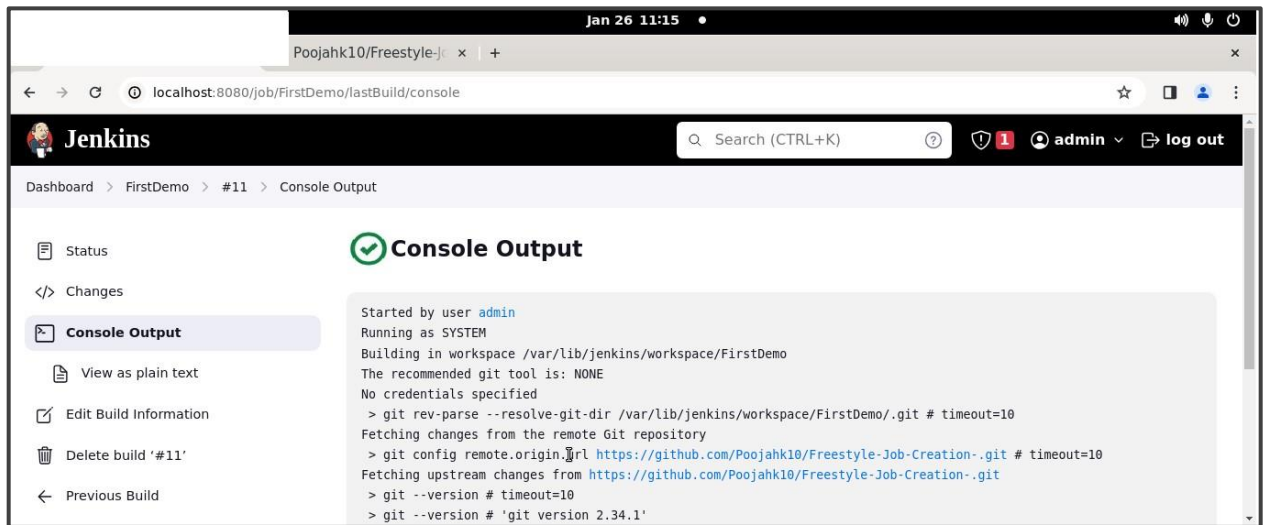 Jan 26 11:15
Poojahk10/Freestyle-Jo × +
localhost:8080/job/FirstDemo/lastBuild/console
Jenkins
Search (CTRL+K)
1
admin
log out
Dashboard > FirstDemo > #11 > Console Output
Status
Changes
Console Output
View as plain text
Edit Build Information
Delete build ‘#11’
Previous Build
Console Output
Started by user admin
Running as SYSTEM
Building in workspace /var/lib/jenkins/workspace/FirstDemo
The recommended git tool is: NONE
No credentials specified
> git rev-parse --resolve-git-dir /var/lib/jenkins/workspace/FirstDemo/.git # timeout=10
Fetching changes from the remote Git repository
> git config remote.origin.url https://github.com/Poojahk10/Freestyle-Job-Creation-.git # timeout=10
Fetching upstream changes from https://github.com/Poojahk10/Freestyle-Job-Creation-.git
> git --version # timeout=10
> git --version # 'git version 2.34.1'